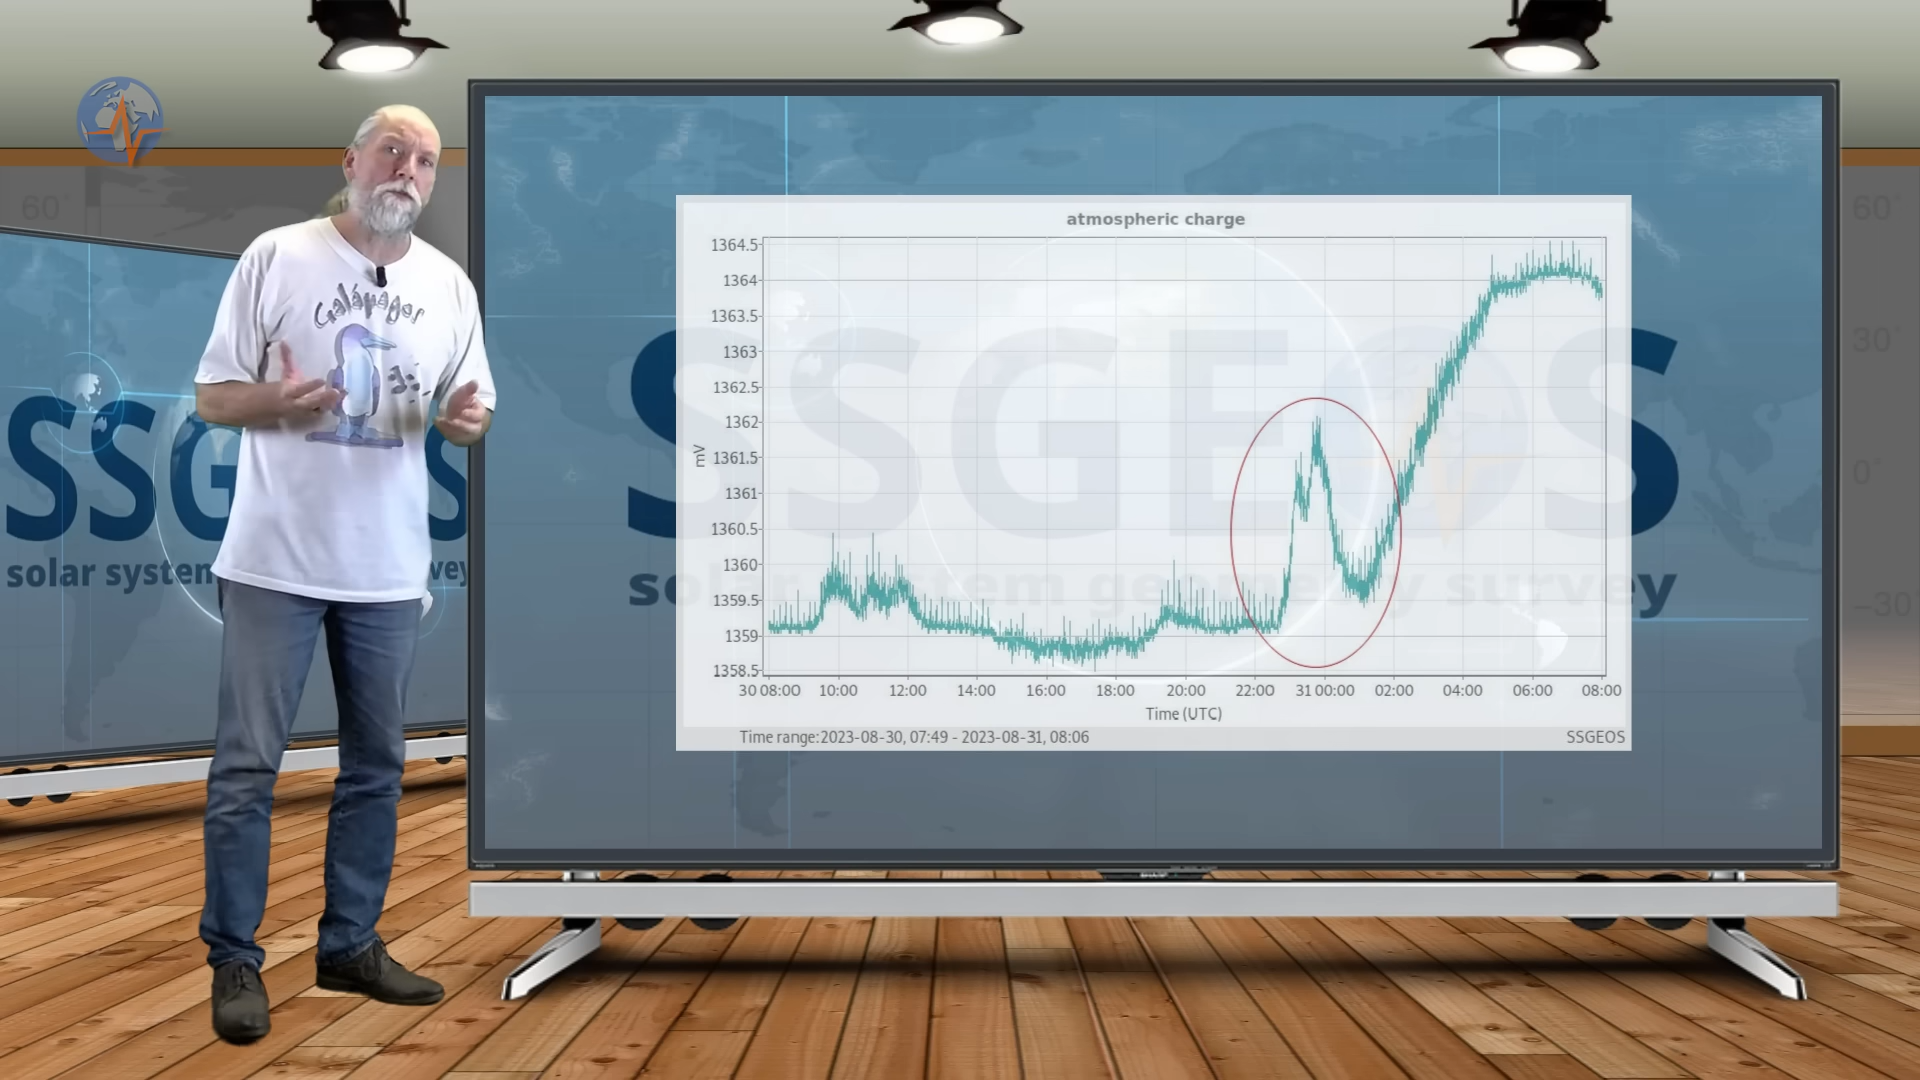 60°
Galápagos
SSG S
solar system vey
atmospheric charge
1364.5
1364
1363.5
1363
1362.5
1362
1361.5
1361
1360.5
1360
1359.5
1359
1358.5
mV
30 08:00 10:00 12:00 14:00 16:00 18:00 20:00 22:00 31 00:00 02:00 04:00 06:00 08:00
Time (UTC)
Time range:2023-08-30, 07:49 - 2023-08-31, 08:06 SSGEOS
SSGEOS
solar system geometry survey
60°
30°
0°
−30°